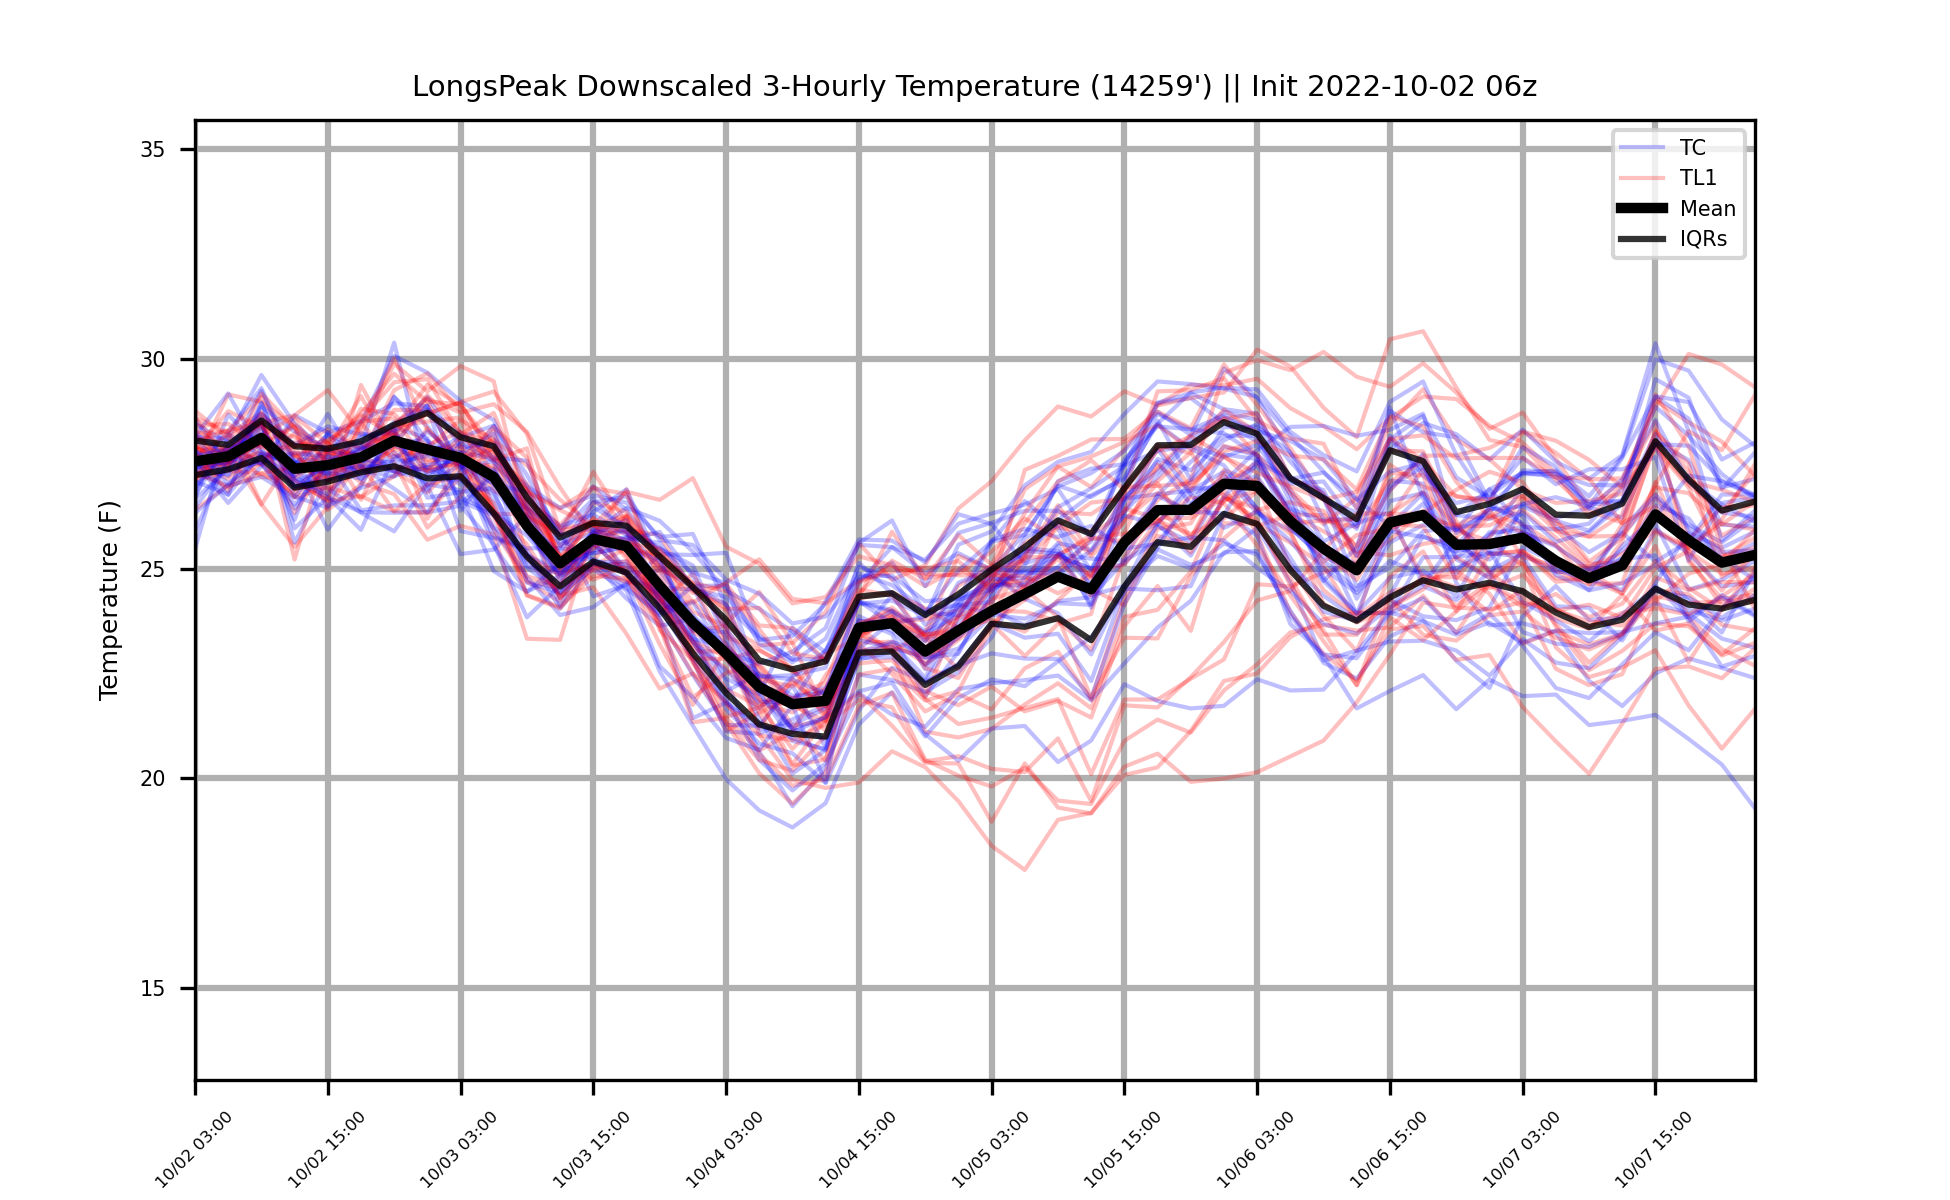 LongsPeak Downscaled 3-Hourly Temperature (14259') || Init 2022-10-02 06z
TC
TL1
Mean
IQRs
Temperature (F)
35
30
25
20
15
10/02 03:00
10/02 15:00
10/03 03:00
10/03 15:00
10/04 03:00
10/04 15:00
10/05 03:00
10/05 15:00
10/06 03:00
10/06 15:00
10/07 03:00
10/07 15:00